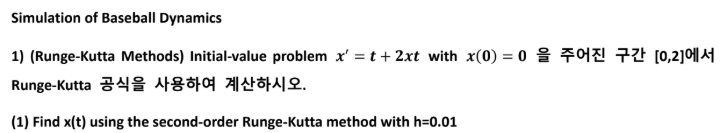 Simulation of Baseball Dynamics
1) (Runge-Kutta Methods) Initial-value problem x′ = t + 2xt with x(0) = 0 을 주어진 구간 [0,2]에서
Runge-Kutta 공식을 사용하여 계산하시오.
(1) Find x(t) using the second-order Runge-Kutta method with h=0.01